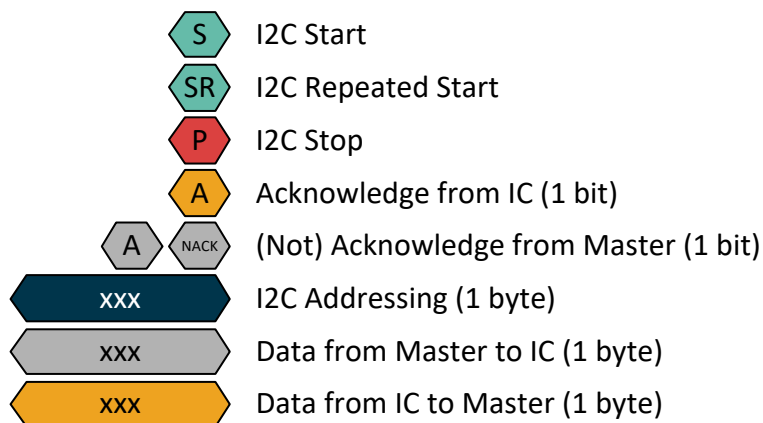 S I2C Start
SR I2C Repeated Start
P I2C Stop
A Acknowledge from IC (1 bit)
A NACK (Not) Acknowledge from Master (1 bit)
xxx I2C Addressing (1 byte)
xxx Data from Master to IC (1 byte)
xxx Data from IC to Master (1 byte)